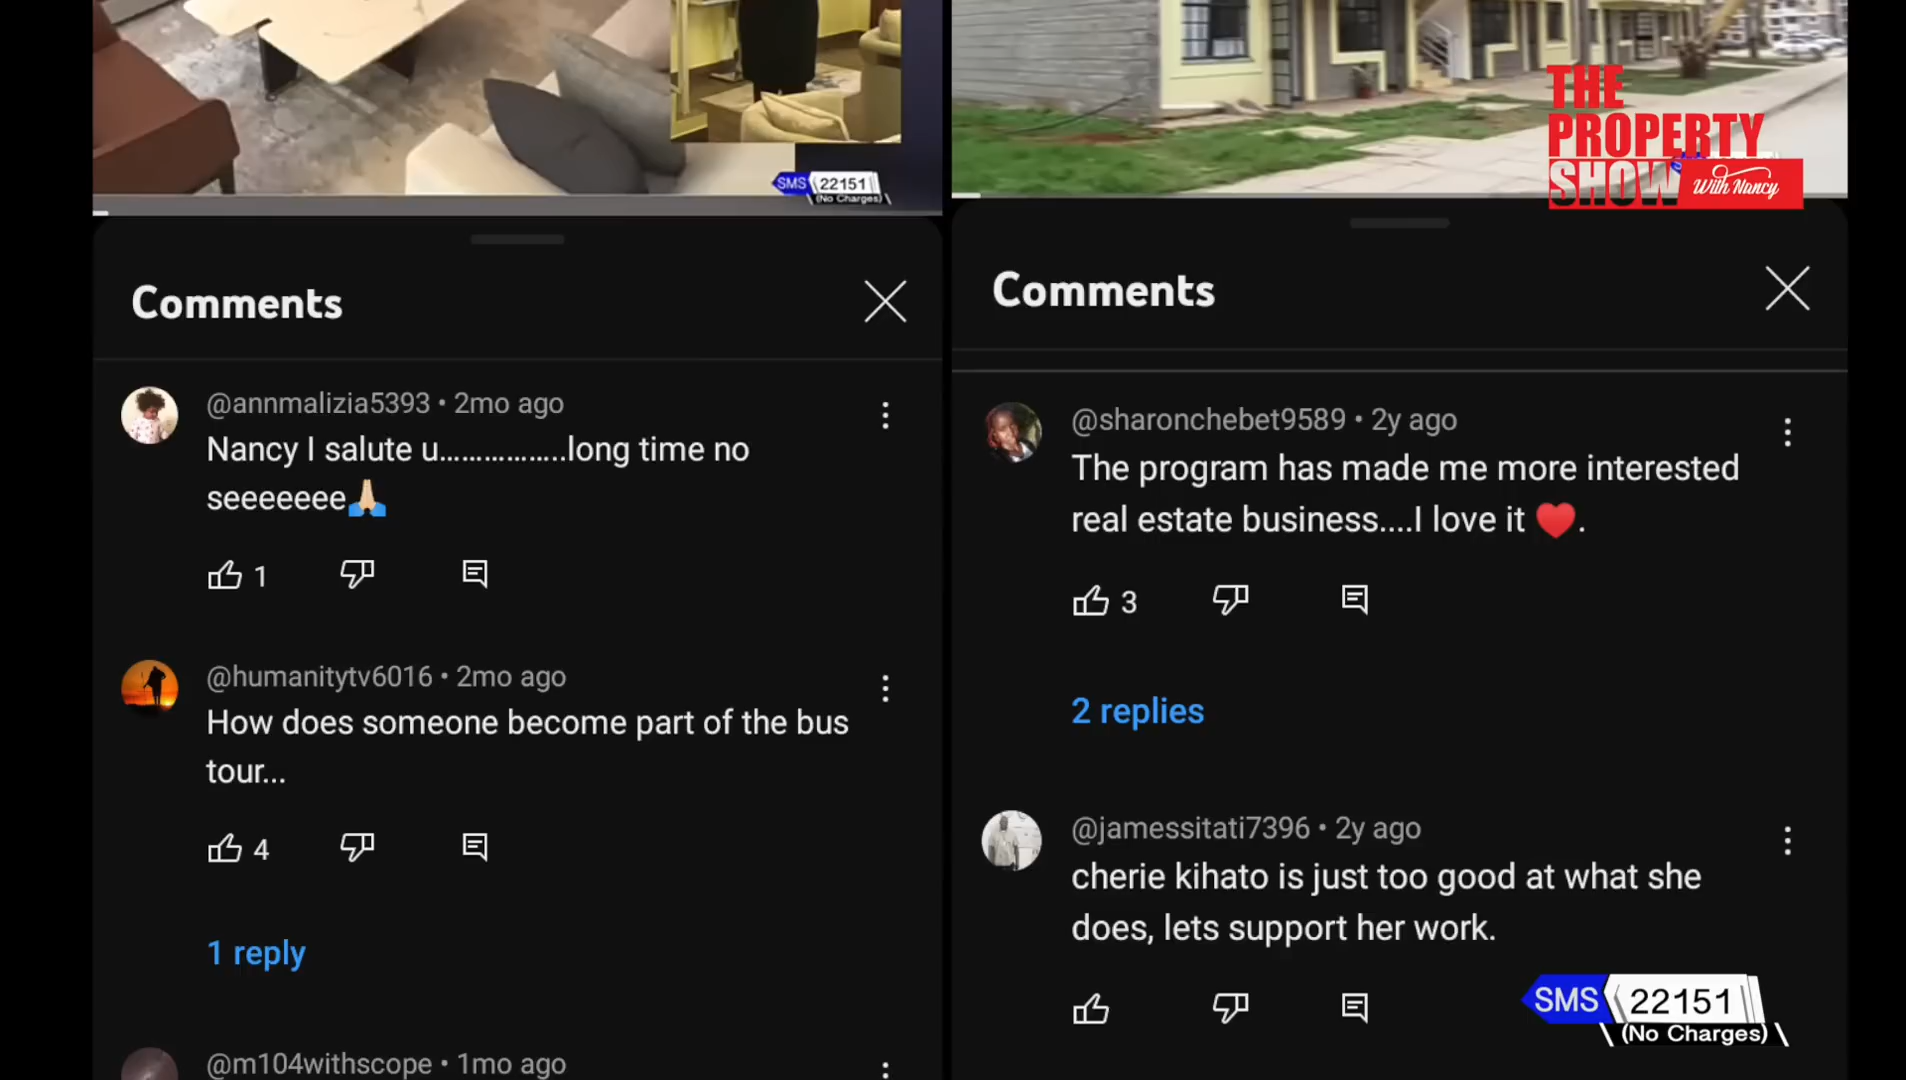 SMS 22151
(No Charges)
THE
PROPERTY
SHOW
With Nancy
Comments
@annmalizia5393 • 2mo ago
Nancy I salute u................long time no
seeeeeee🙏🏼
1
@humanitytv6016 • 2mo ago
How does someone become part of the bus
tour...
4
1 reply
@m104withscope • 1mo ago
Comments
@sharonchebet9589 • 2y ago
The program has made me more interested
real estate business....I love it ❤️.
3
2 replies
@jamessitati7396 • 2y ago
cherie kihato is just too good at what she
does, lets support her work.
SMS 22151
(No Charges)